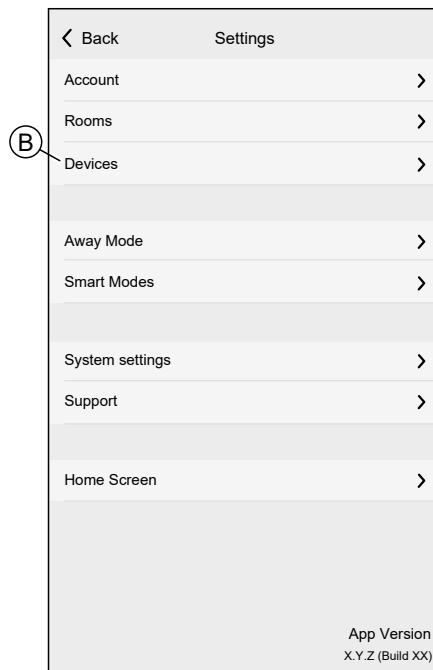 Back Settings
Account
Rooms
B
Devices
Away Mode
Smart Modes
System settings
Support
Home Screen
App Version
X.Y.Z (Build XX)